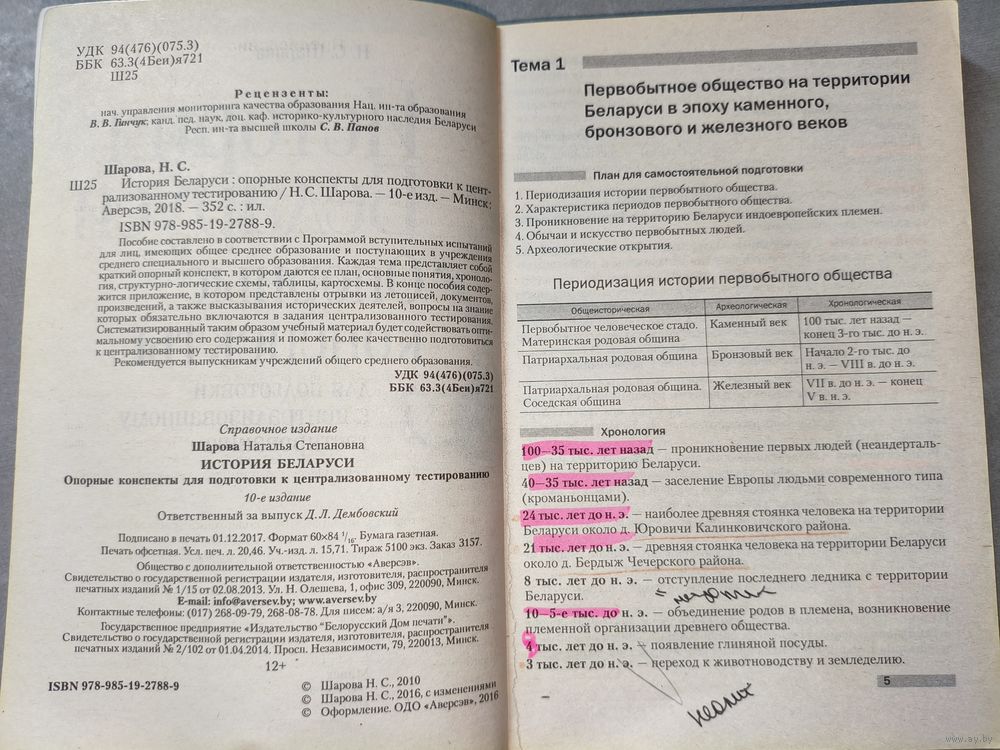 УДК 94(476)(075.3)
ББК 63.3(4Беи)я721
Ш25
Рецензенты:
нач. управления мониторинга качества образования Нац. ин-та образования
В. В. Гинчук; канд. пед. наук, доц. каф. историко-культурного наследия Беларуси
Респ. ин-та высшей школы С. В. Панов
Шарова, Н. С.
Ш25 История Беларуси : опорные конспекты для подготовки к цент-
рализованному тестированию / Н. С. Шарова. — 10-е изд. — Минск :
Аверсэв, 2018. — 352 с. : ил.
ISBN 978-985-19-2788-9.
Пособие составлено в соответствии с Программой вступительных испытаний
для лиц, имеющих общее среднее образование и поступающих в учреждения
среднего специального и высшего образования. Каждая тема представляет собой
краткий опорный конспект, в котором даются ее план, основные понятия, хроноло-
гия, структурно-логические схемы, таблицы, картосхемы. В конце пособия содер-
жится приложение, в котором представлены отрывки из летописей, документов,
произведений, а также высказывания исторических деятелей, вопросы на знание
которых обязательно включаются в задания централизованного тестирования.
Систематизированный таким образом учебный материал будет содействовать опти-
мальному усвоению его содержания и поможет более качественно подготовиться
к централизованному тестированию.
Рекомендуется выпускникам учреждений общего среднего образования.
УДК 94(476)(075.3)
ББК 63.3(4Беи)я721
Справочное издание
Шарова Наталья Степановна
ИСТОРИЯ БЕЛАРУСИ
Опорные конспекты для подготовки к централизованному тестированию
10-е издание
Ответственный за выпуск Д. Л. Дембовский
Подписано в печать 01.12.2017. Формат 60×84 1/16. Бумага газетная.
Печать офсетная. Усл. печ. л. 20,46. Уч.-изд. л. 15,71. Тираж 5100 экз. Заказ 3157.
Общество с дополнительной ответственностью «Аверсэв».
Свидетельство о государственной регистрации издателя, изготовителя, распространителя
печатных изданий № 1/15 от 02.08.2013. Ул. Н. Олешева, 1, офис 309, 220090, Минск.
E-mail: info@aversev.by; www.aversev.by
Контактные телефоны: (017) 268-09-79, 268-08-78. Для писем: а/я 3, 220090, Минск.
Государственное предприятие «Издательство "Белорусский Дом печати"».
Свидетельство о государственной регистрации издателя, изготовителя, распространителя
печатных изданий № 2/102 от 01.04.2014. Просп. Независимости, 79, 220013, Минск.
12+
ISBN 978-985-19-2788-9
© Шарова Н. С., 2010
© Шарова Н. С., 2016, с изменениями
© Оформление. ОДО «Аверсэв», 2016
Тема 1
Первобытное общество на территории
Беларуси в эпоху каменного,
бронзового и железного веков
План для самостоятельной подготовки
1. Периодизация истории первобытного общества.
2. Характеристика периодов первобытного общества.
3. Проникновение на территорию Беларуси индоевропейских племен.
4. Обычаи и искусство первобытных людей.
5. Археологические открытия.
Периодизация истории первобытного общества
Общеисторическая Археологическая Хронологическая
Первобытное человеческое стадо. Каменный век 100 тыс. лет назад —
Материнская родовая община конец 3-го тыс. до н. э.
Патриархальная родовая община Бронзовый век Начало 2-го тыс. до
н. э. — VIII в. до н. э.
Патриархальная родовая община. Железный век VII в. до н. э. — конец
Соседская община V в. н. э.
Хронология
100—35 тыс. лет назад — проникновение первых людей (неандерталь-
цев) на территорию Беларуси.
40—35 тыс. лет назад — заселение Европы людьми современного типа
(кроманьонцами).
24 тыс. лет до н. э. — наиболее древняя стоянка человека на территории
Беларуси около д. Юровичи Калинковичского района.
21 тыс. лет до н. э. — древняя стоянка человека на территории Беларуси
около д. Бердыж Чечерского района.
8 тыс. лет до н. э. — отступление последнего ледника с территории
Беларуси.
10—5-е тыс. до н. э. — объединение родов в племена, возникновение
племенной организации древнего общества.
4 тыс. лет до н. э. — появление глиняной посуды.
3 тыс. лет до н. э. — переход к животноводству и земледелию.
неолит
5
www.ay.by